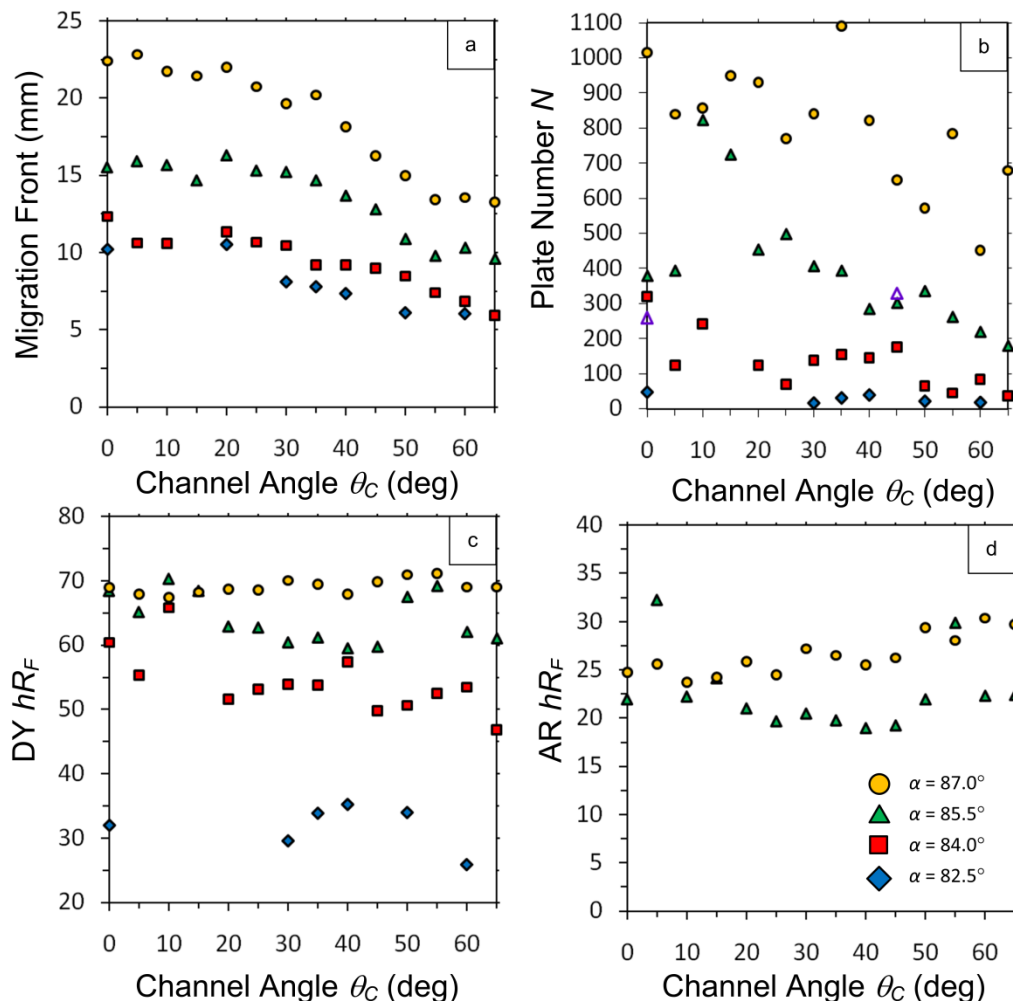 a
25
20
15
10
5
0
Migration Front (mm)
0 10 20 30 40 50 60
Channel Angle θC (deg)
b
1100
1000
900
800
700
600
500
400
300
200
100
0
Plate Number N
0 10 20 30 40 50 60
Channel Angle θC (deg)
c
80
70
60
50
40
30
20
DY hRF
0 10 20 30 40 50 60
Channel Angle θC (deg)
d
40
35
30
25
20
15
10
5
0
AR hRF
α = 87.0°
α = 85.5°
α = 84.0°
α = 82.5°
0 10 20 30 40 50 60
Channel Angle θC (deg)